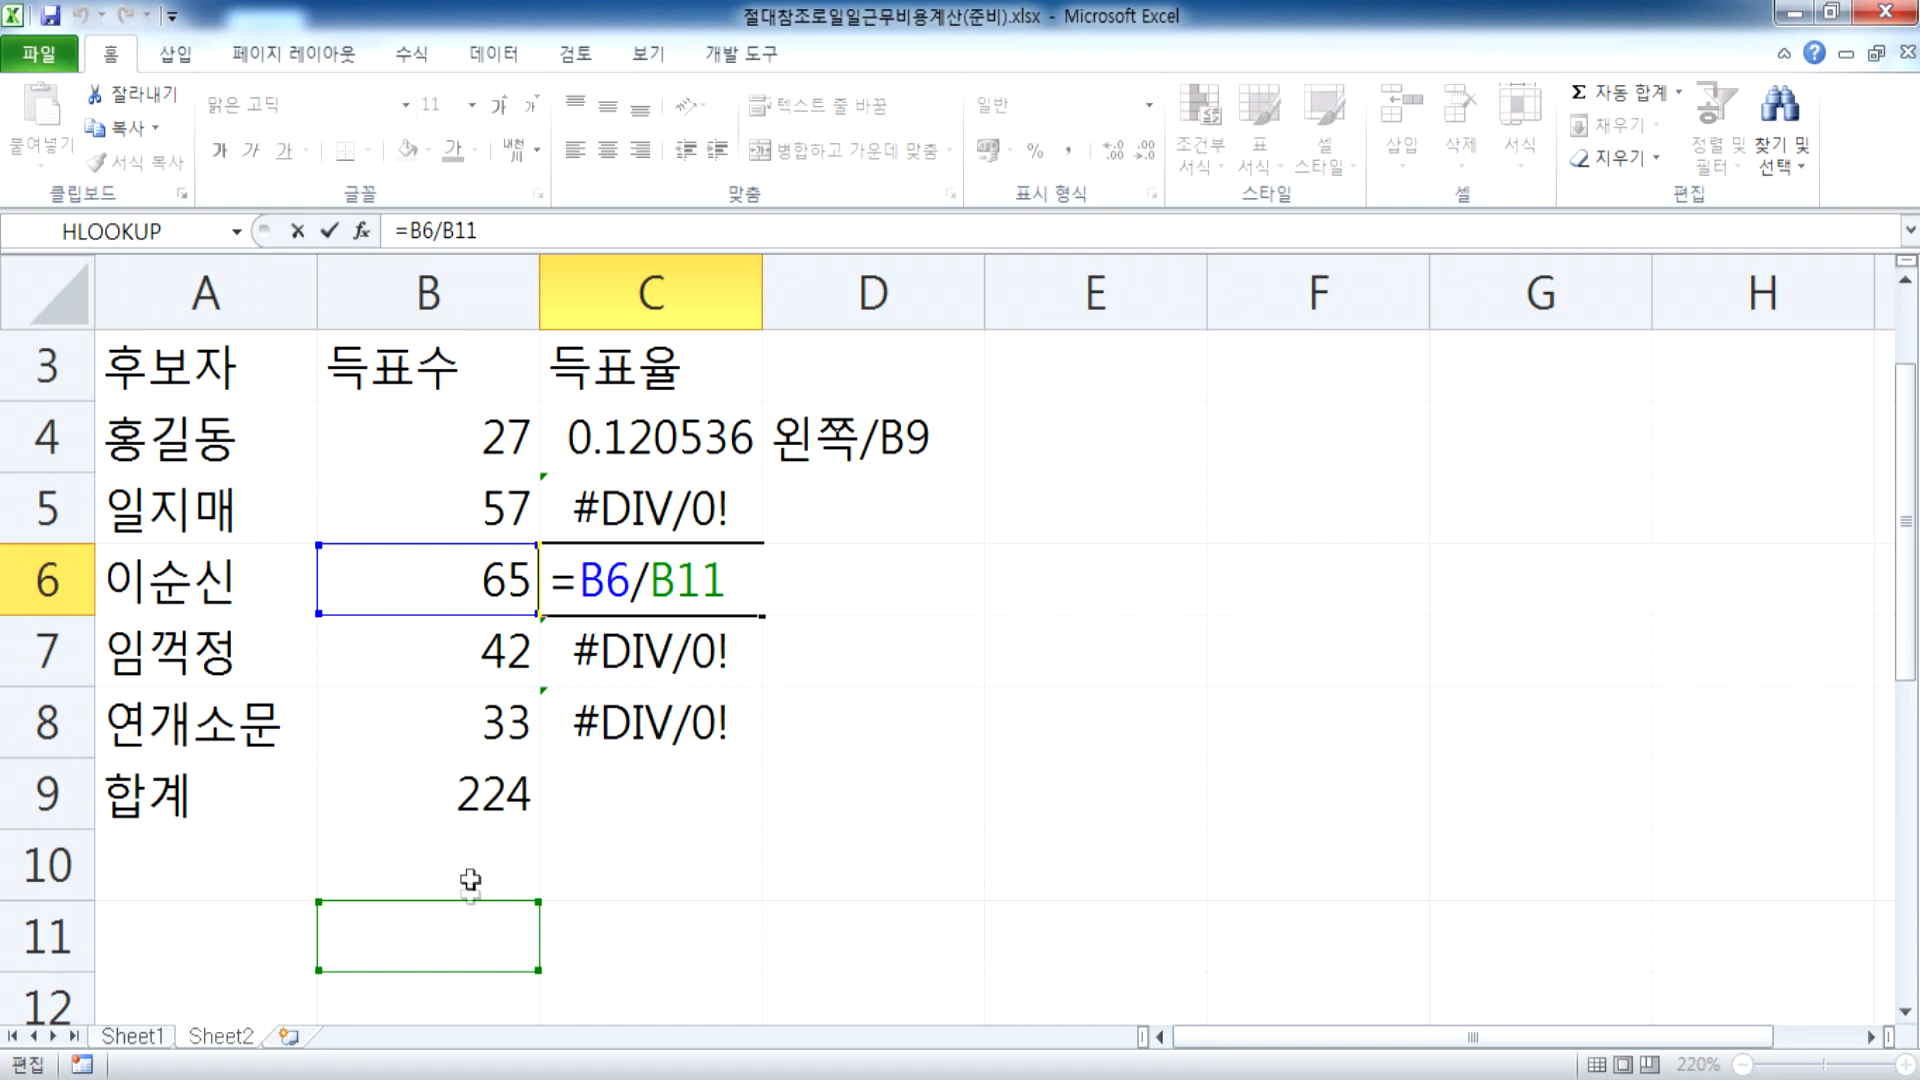 절대참조로일일근무비용계산(준비).xlsx - Microsoft Excel
파일 홈 삽입 페이지 레이아웃 수식 데이터 검토 보기 개발 도구
붙여넣기 잘라내기 복사 서식 복사 클립보드
맑은 고딕 11 가 가
가 가 가 가 내천 川
글꼴
텍스트 줄 바꿈
병합하고 가운데 맞춤
맞춤
일반
% ,
표시 형식
조건부 서식 표 서식 셀 스타일
스타일
삽입 삭제 서식
셀
Σ 자동 합계
채우기
지우기
정렬 및 필터 찾기 및 선택
편집
HLOOKUP fx =B6/B11
A B C D E F G H
3 후보자 득표수 득표율
4 홍길동 27 0.120536 왼쪽/B9
5 일지매 57 #DIV/0!
6 이순신 65 =B6/B11
7 임꺽정 42 #DIV/0!
8 연개소문 33 #DIV/0!
9 합계 224
10
11
12
Sheet1 Sheet2
편집 220%